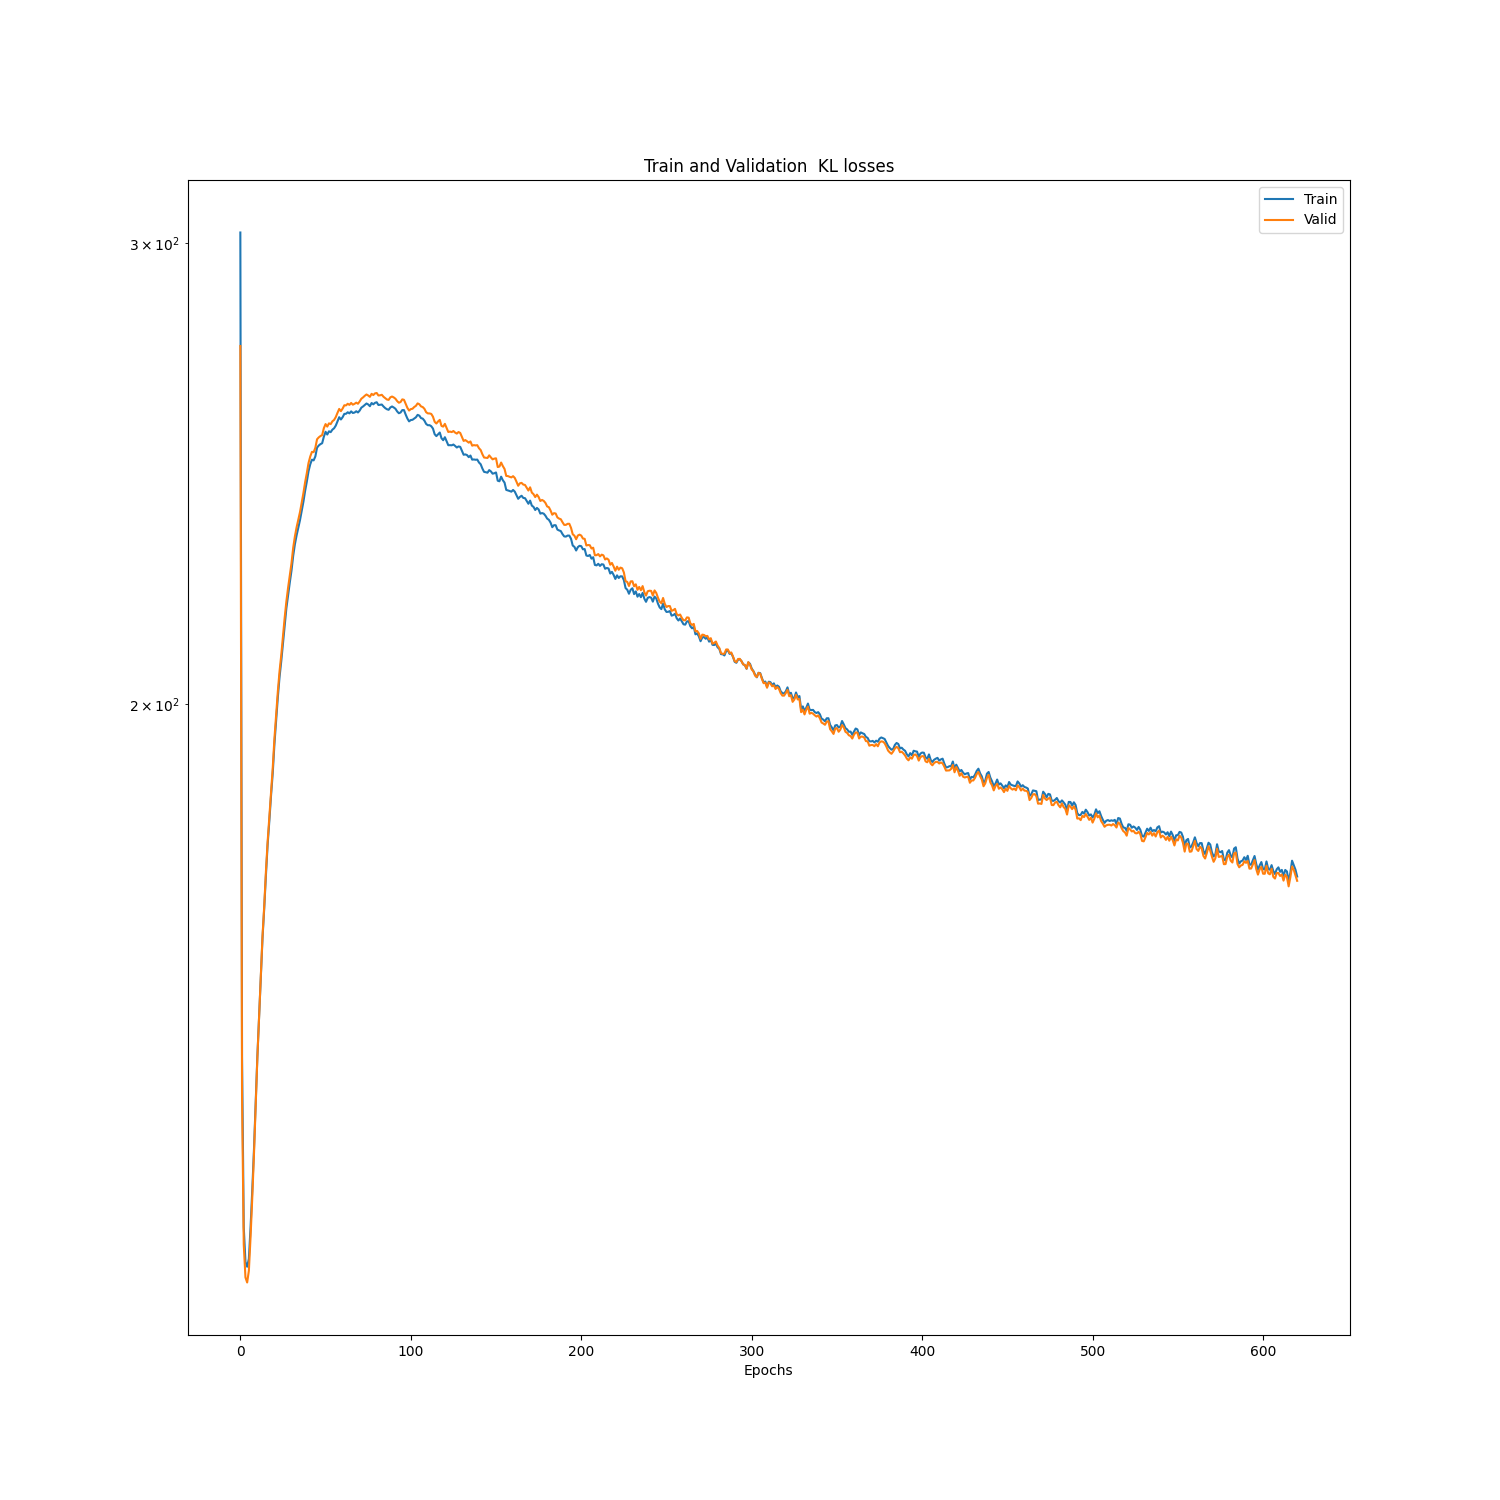 Train and Validation  KL losses
Train
Valid
3 × 10²
2 × 10²
0 100 200 300 400 500 600
Epochs